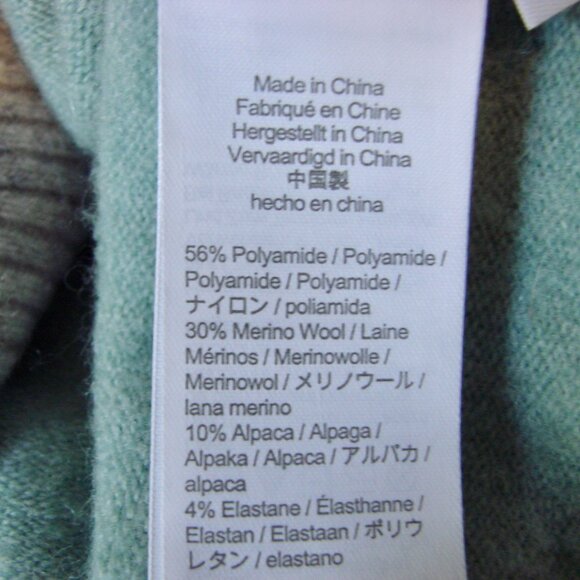 Made in China
Fabriqué en Chine
Hergestellt in China
Vervaardigd in China
中国製
hecho en china
56% Polyamide / Polyamide /
Polyamide / Polyamide /
ナイロン / poliamida
30% Merino Wool / Laine
Mérinos / Merinowolle /
Merinowol / メリノウール /
lana merino
10% Alpaca / Alpaga /
Alpaka / Alpaca / アルパカ /
alpaca
4% Elastane / Élasthanne /
Elastan / Elastaan / ポリウ
レタン / elastano